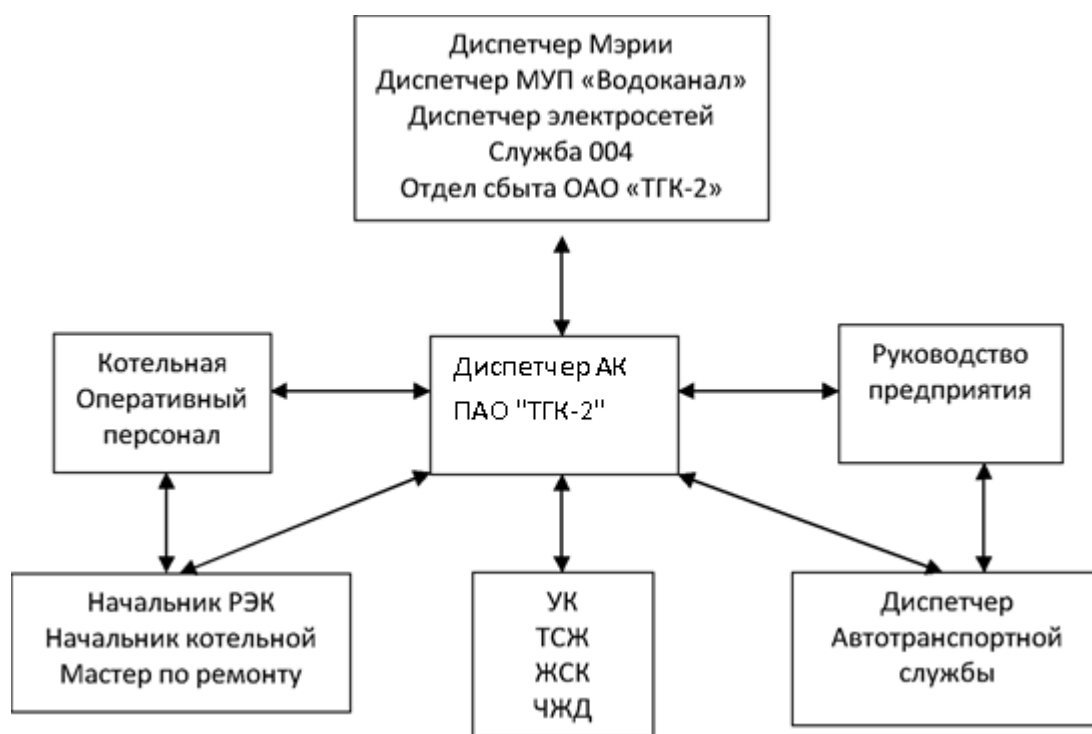 Диспетчер Мэрии
Диспетчер МУП «Водоканал»
Диспетчер электросетей
Служба 004
Отдел сбыта ОАО «ТГК-2»
Котельная
Оперативный
персонал
Диспетчер АК
ПАО "ТГК-2"
Руководство
предприятия
Начальник РЭК
Начальник котельной
Мастер по ремонту
УК
ТСЖ
ЖСК
ЧЖД
Диспетчер
Автотранспортной
службы